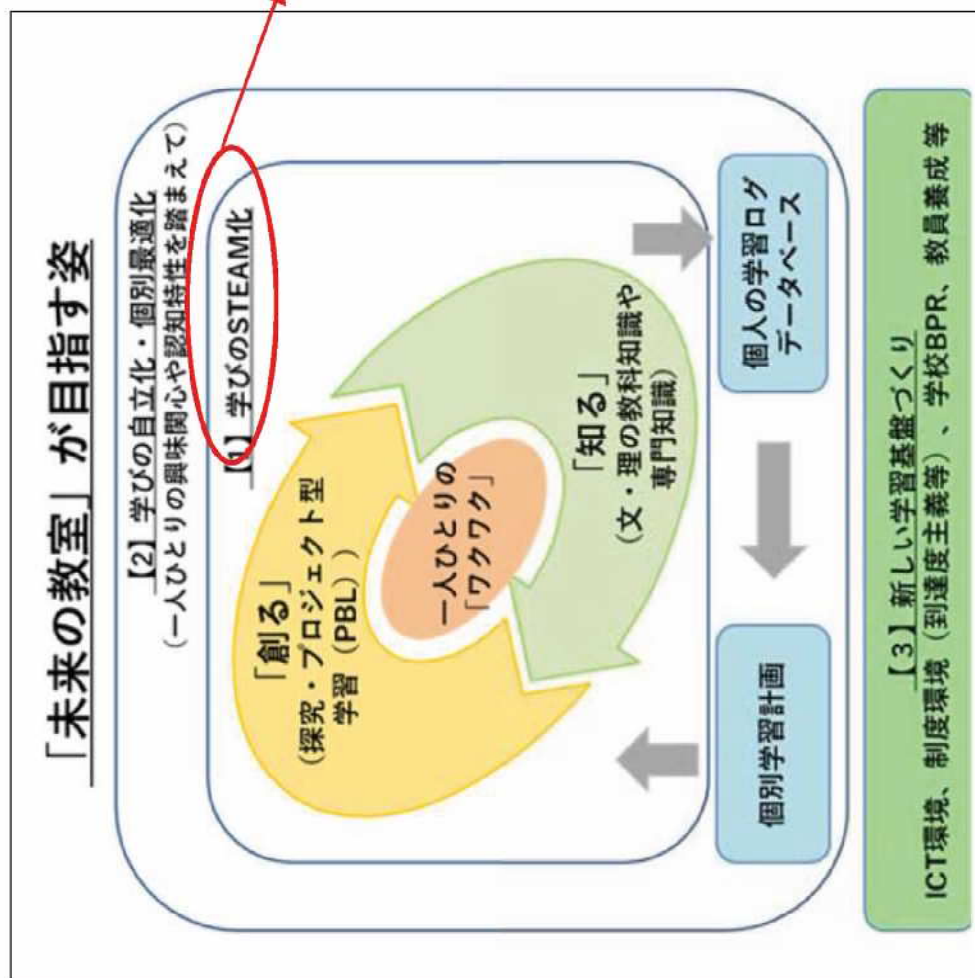 「未来の教室」が目指す姿
【2】学びの自立化・個別最適化
（一人ひとりの興味関心や認知特性を踏まえて）
【1】学びのSTEAM化
「創る」
（探究・プロジェクト型
学習（PBL））
一人ひとりの
「ワクワク」
「知る」
（文・理の教科知識や
専門知識）
個別学習計画
個人の学習ログ
データベース
【3】新しい学習基盤づくり
ICT環境、制度環境（到達度主義等）、学校BPR、教員養成 等